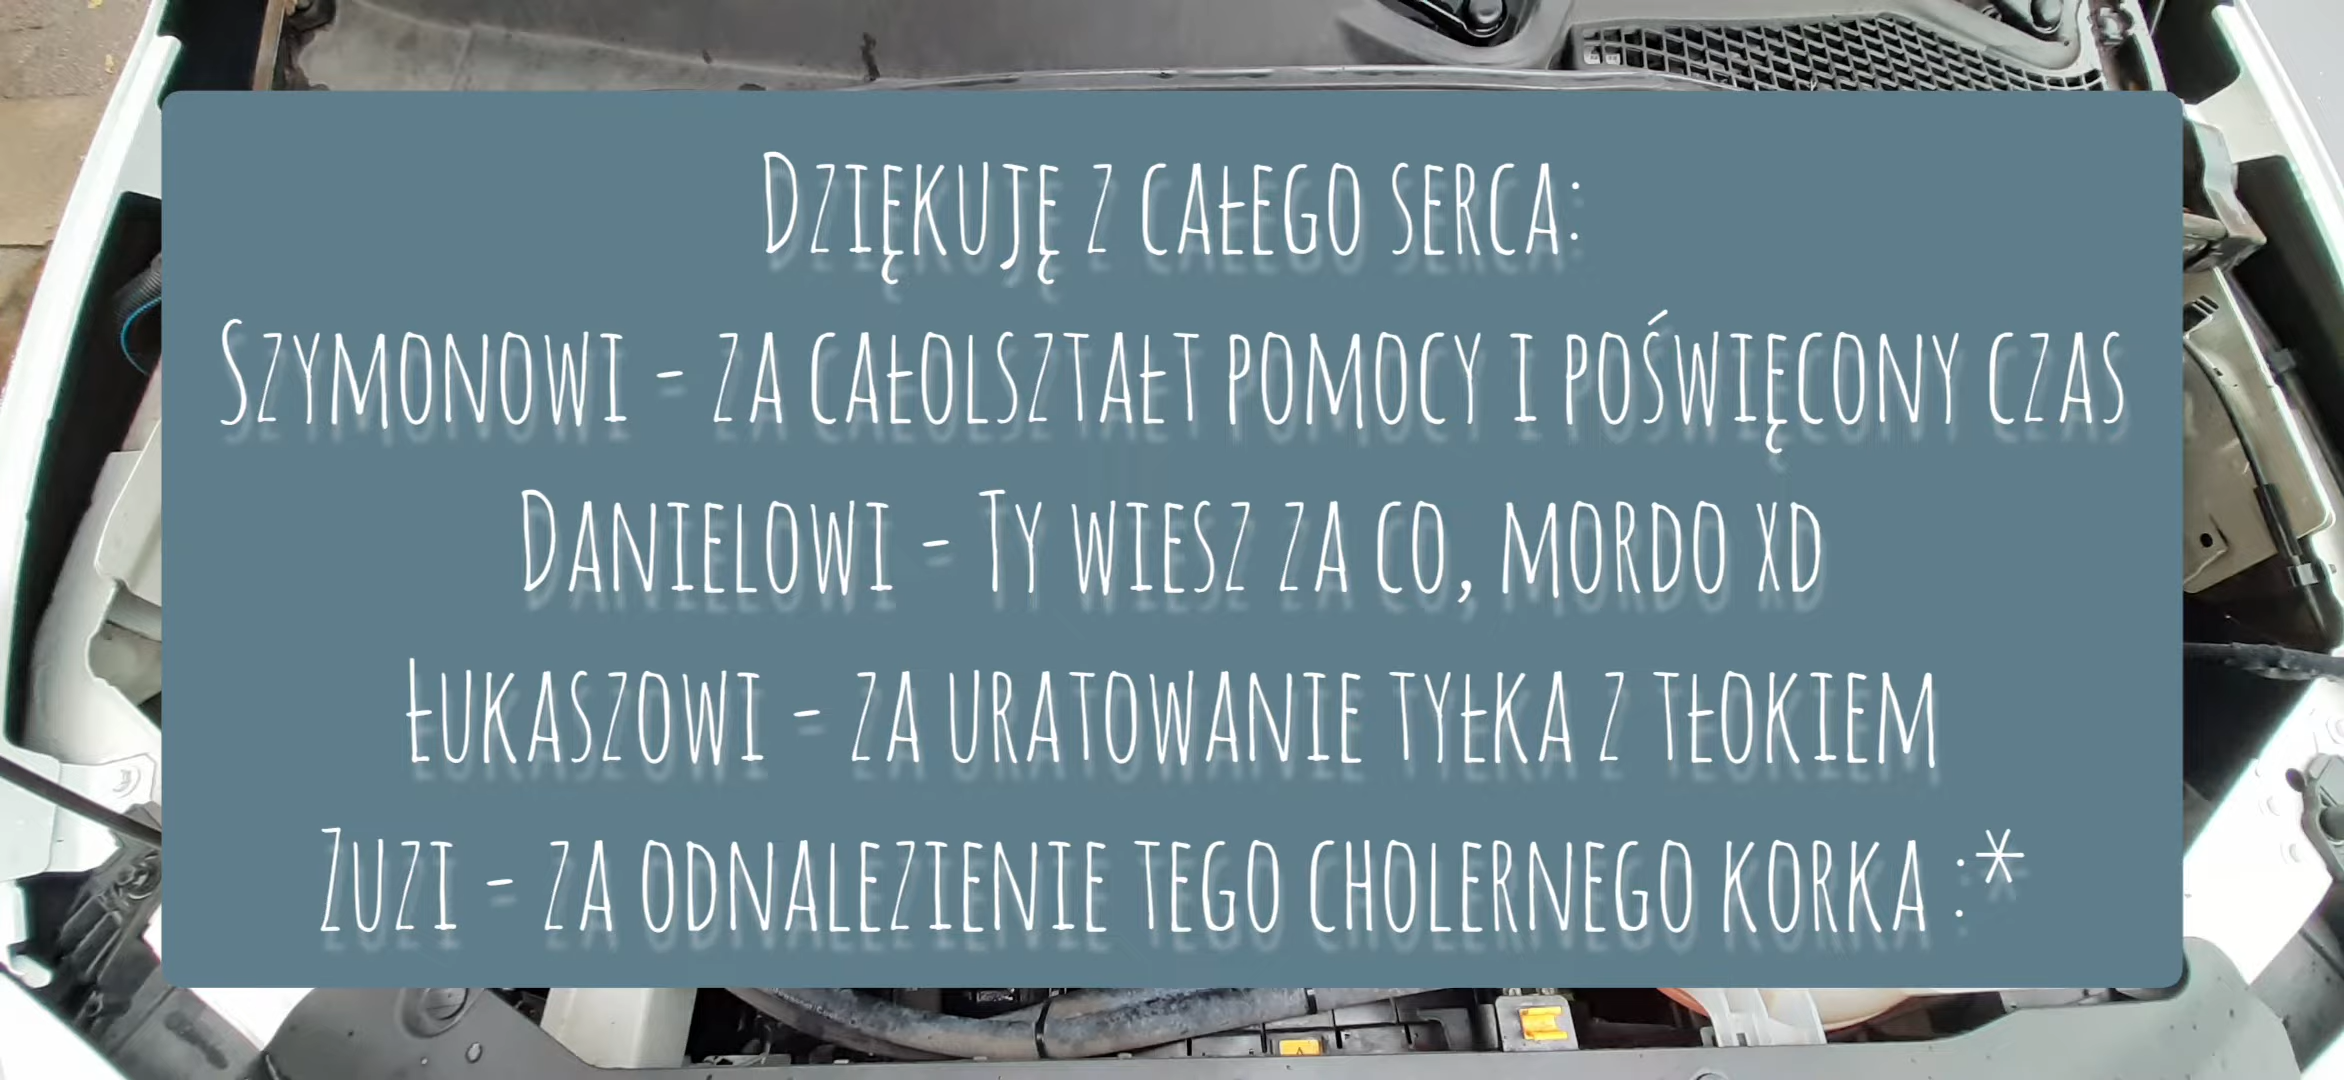 Dziękuję z całego serca:
Szymonowi - za całolształt pomocy i poświęcony czas
Danielowi - Ty wiesz za co, mordo xd
Łukaszowi - za uratowanie tyłka z tłokiem
Zuzi - za odnalezienie tego cholernego korka :*